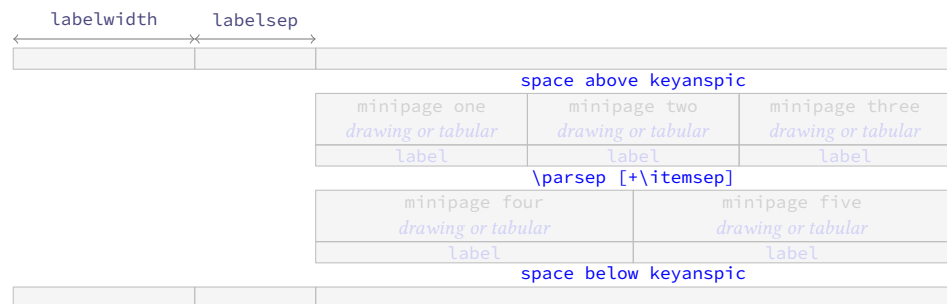 labelwidth labelsep
space above keyanspic
minipage one minipage two minipage three
drawing or tabular drawing or tabular drawing or tabular
label label label
\parsep [+\itemsep]
minipage four minipage five
drawing or tabular drawing or tabular
label label
space below keyanspic